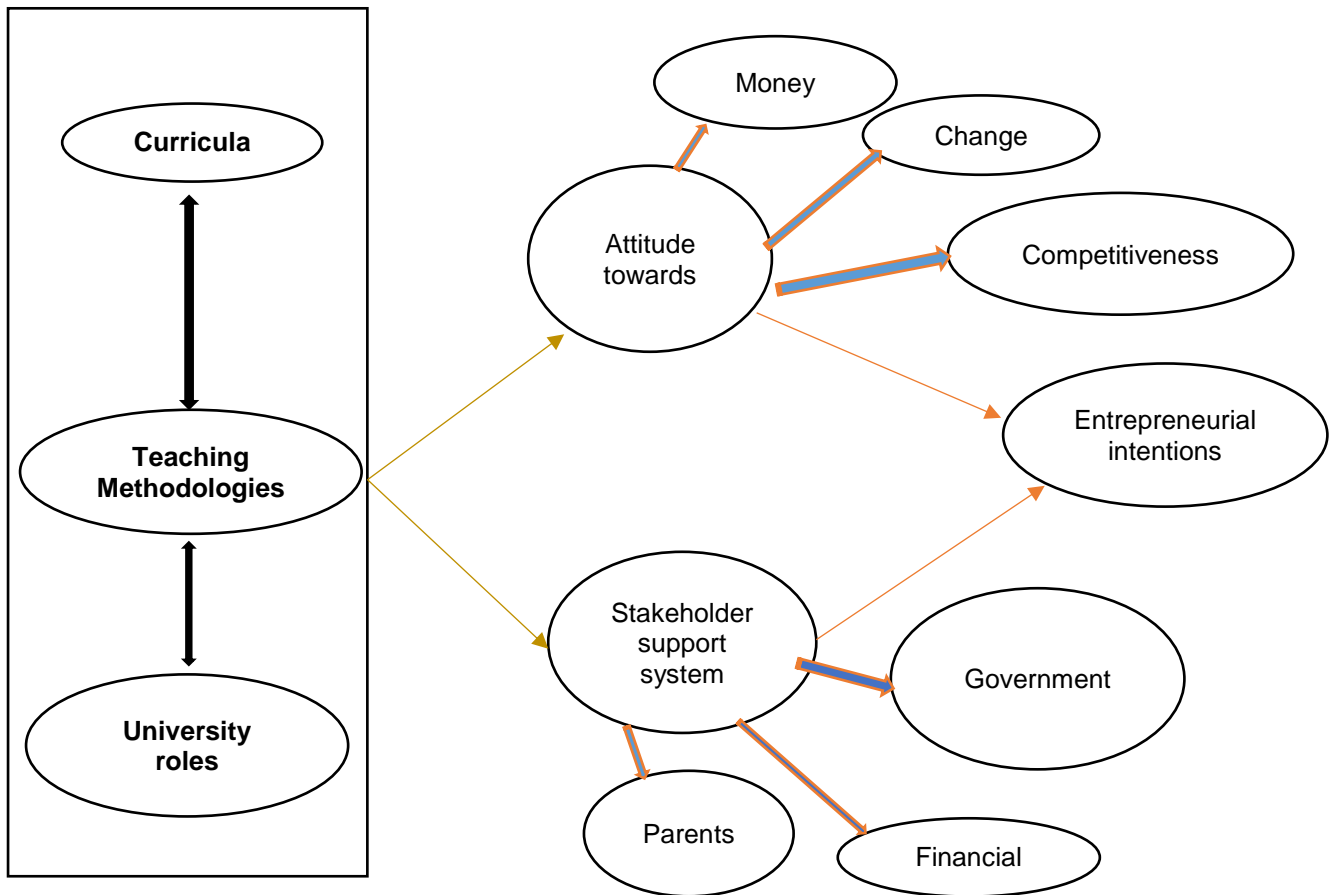 Curricula
Teaching
Methodologies
University
roles
Attitude
towards
Money
Change
Competitiveness
Entrepreneurial
intentions
Stakeholder
support
system
Government
Parents
Financial